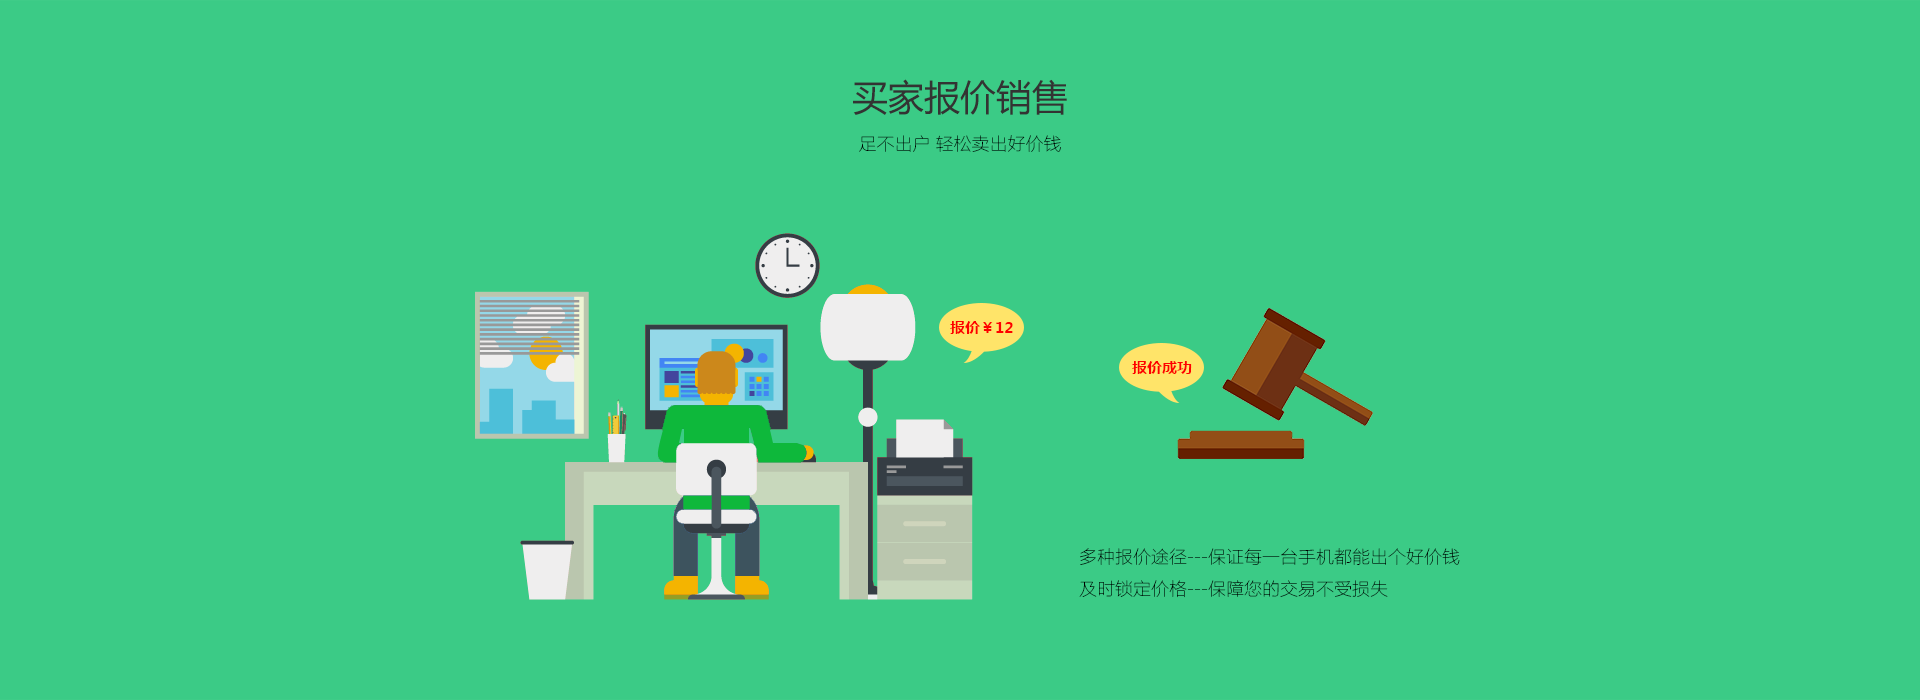 买家报价销售
足不出户 轻松卖出好价钱
报价￥12
报价成功
多种报价途径---保证每一台手机都能出个好价钱
及时锁定价格---保障您的交易不受损失